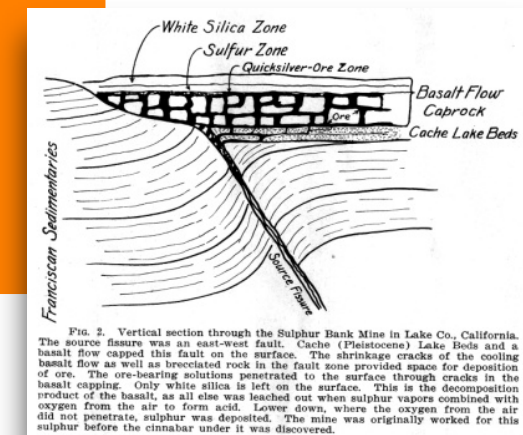 White Silica Zone
Sulfur Zone
Quicksilver-Ore Zone
Basalt Flow
Caprock
Ore
Cache Lake Beds
Franciscan Sedimentaries
Source Fissure
FIG. 2. Vertical section through the Sulphur Bank Mine in Lake Co., California.
The source fissure was an east-west fault. Cache (Pleistocene) Lake Beds and a
basalt flow capped this fault on the surface. The shrinkage cracks of the cooling
basalt flow as well as brecciated rock in the fault zone provided space for deposition
of ore. The ore-bearing solutions penetrated to the surface through cracks in the
basalt capping. Only white silica is left on the surface. This is the decomposition
product of the basalt, as all else was leached out when sulphur vapors combined with
oxygen from the air to form acid. Lower down, where the oxygen from the air
did not penetrate, sulphur was deposited. The mine was originally worked for this
sulphur before the cinnabar under it was discovered.